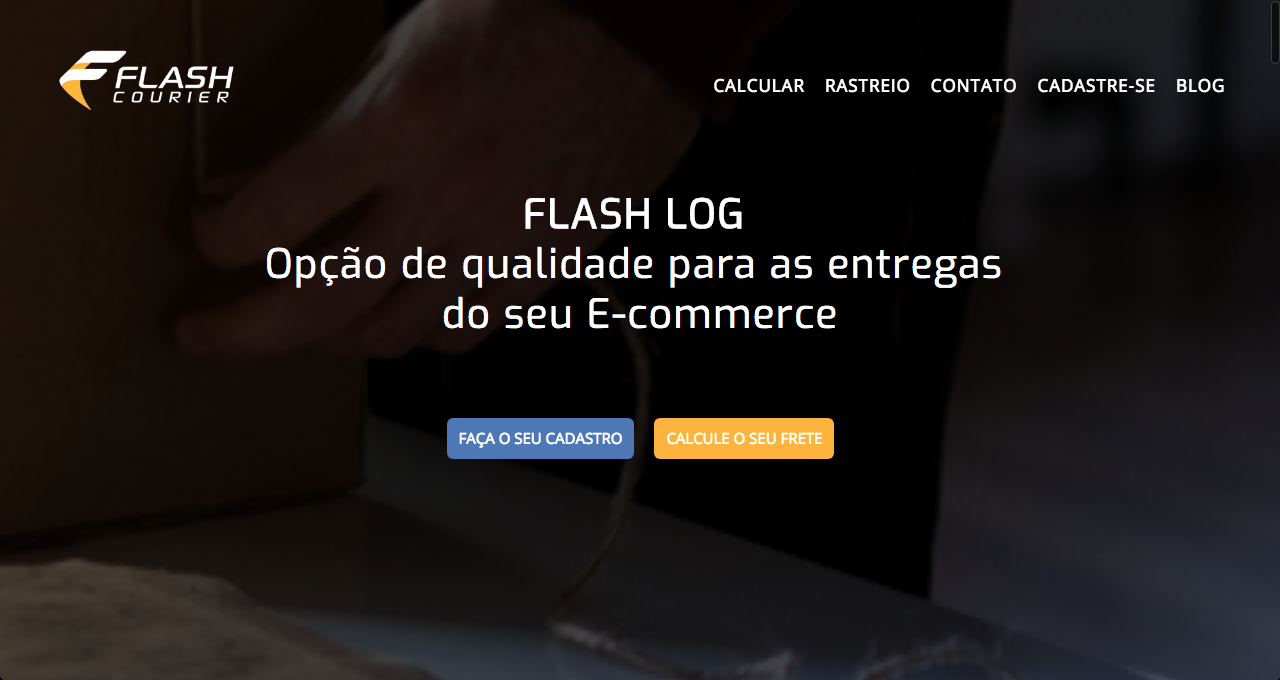 FLASH
COURIER
CALCULAR RASTREIO CONTATO CADASTRE-SE BLOG
FLASH LOG
Opção de qualidade para as entregas
do seu E-commerce
FAÇA O SEU CADASTRO CALCULE O SEU FRETE